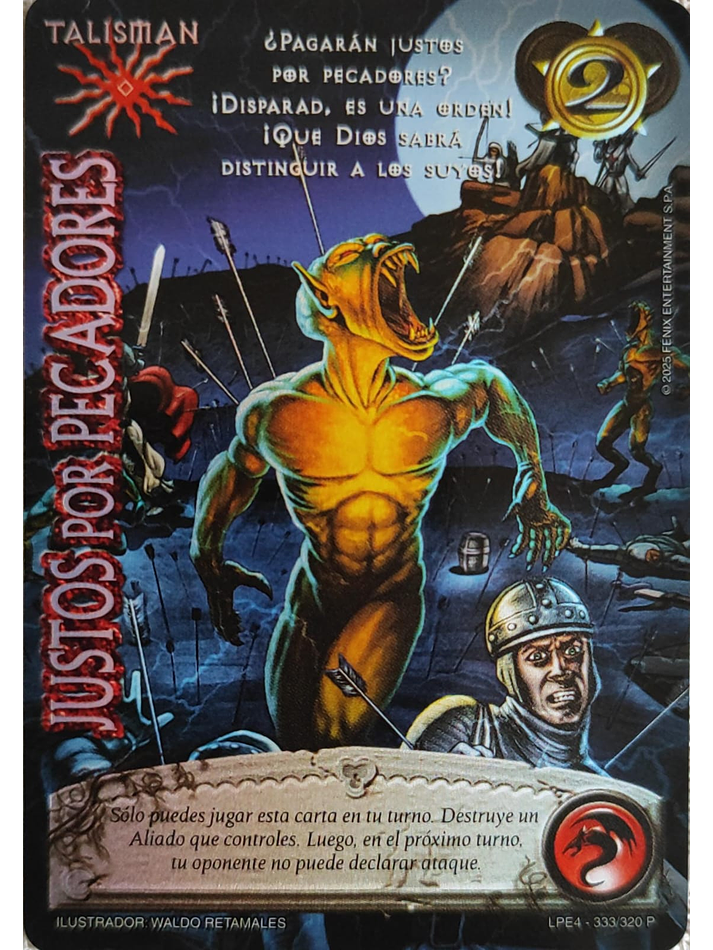 TALISMAN
¿PAGARÁN JUSTOS
POR PECADORES?
¡DISPARAD, ES UNA ORDEN!
¡QUE DIOS SABRÁ
DISTINGUIR A LOS SUYOS!
2
JUSTOS POR PECADORES
© 2025 FENIX ENTERTAINMENT S.P.A.
Sólo puedes jugar esta carta en tu turno. Destruye un
Aliado que controles. Luego, en el próximo turno,
tu oponente no puede declarar ataque.
ILUSTRADOR: WALDO RETAMALES
LPE4 - 333/320 P